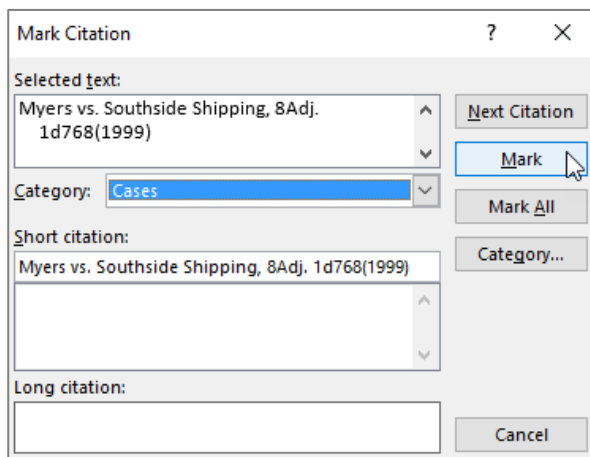 Mark Citation ?
Selected text:
Myers vs. Southside Shipping, 8Adj.
1d768(1999)
Next Citation
Mark
Category: Cases
Mark All
Short citation:
Myers vs. Southside Shipping, 8Adj. 1d768(1999)
Category...
Long citation:
Cancel